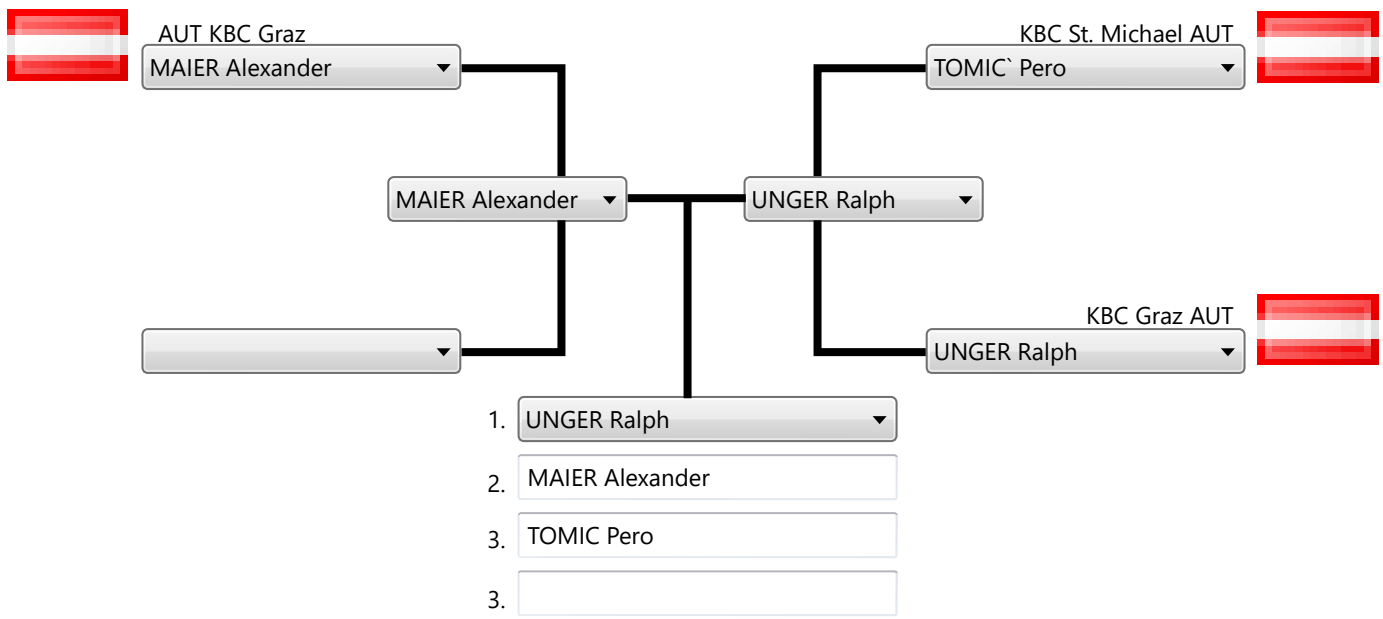 AUT KBC Graz
KBC St. Michael AUT
MAIER Alexander
TOMIC` Pero
MAIER Alexander
UNGER Ralph
KBC Graz AUT
UNGER Ralph
1. UNGER Ralph
2. MAIER Alexander
3. TOMIC Pero
3.